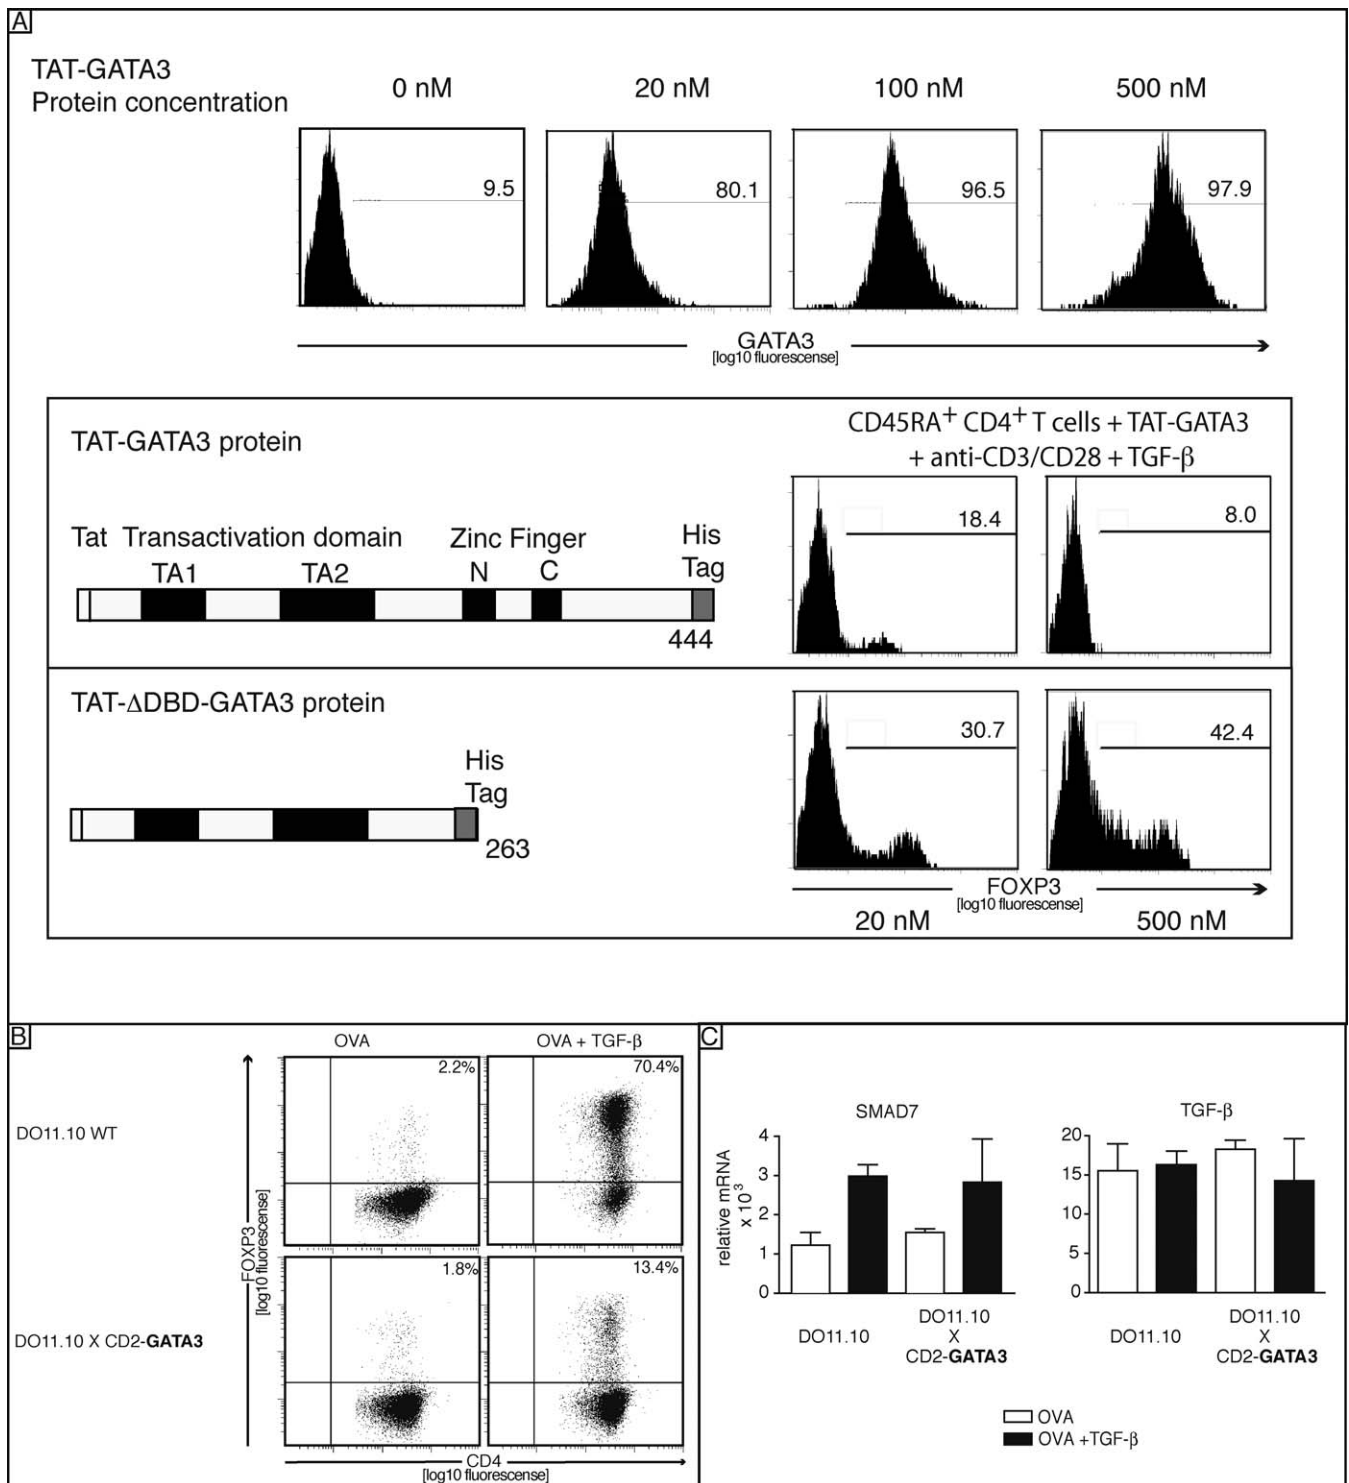 A
TAT-GATA3
Protein concentration
0 nM
20 nM
100 nM
500 nM
9.5
80.1
96.5
97.9
GATA3
[log10 fluorescense]
TAT-GATA3 protein
CD45RA+ CD4+ T cells + TAT-GATA3
+ anti-CD3/CD28 + TGF-β
Tat Transactivation domain Zinc Finger His
TA1 TA2 N C Tag
444
18.4
8.0
TAT-ΔDBD-GATA3 protein
His
Tag
263
30.7
42.4
FOXP3
[log10 fluorescense]
20 nM
500 nM
B
OVA
OVA + TGF-β
DO11.10 WT
2.2%
70.4%
DO11.10 X CD2-GATA3
1.8%
13.4%
FOXP3
[log10 fluorescense]
CD4
[log10 fluorescense]
C
SMAD7
relative mRNA
x 10³
4
3
2
1
0
DO11.10
DO11.10
X
CD2-GATA3
TGF-β
20
15
10
5
0
DO11.10
DO11.10
X
CD2-GATA3
OVA
OVA +TGF-β